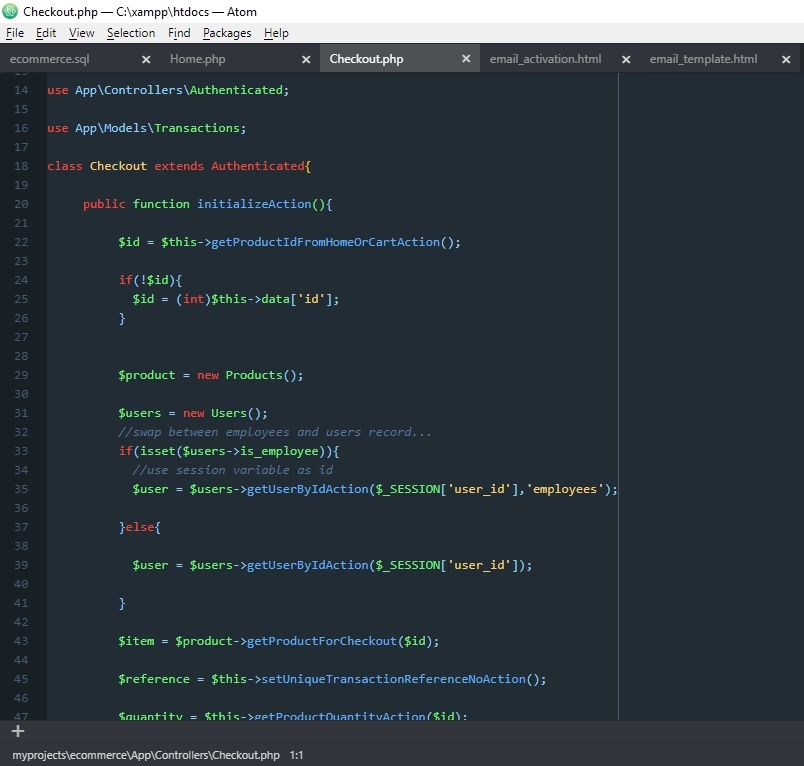 Checkout.php — C:\xampp\htdocs — Atom
File Edit View Selection Find Packages Help
ecommerce.sql × Home.php × Checkout.php × email_activation.html × email_template.html ×
14 use App\Controllers\Authenticated;
15
16 use App\Models\Transactions;
17
18 class Checkout extends Authenticated{
19
20 public function initializeAction(){
21
22 $id = $this->getProductIdFromHomeOrCartAction();
23
24 if(!$id){
25 $id = (int)$this->data['id'];
26 }
27
28
29 $product = new Products();
30
31 $users = new Users();
32 //swap between employees and users record...
33 if(isset($users->is_employee)){
34 //use session variable as id
35 $user = $users->getUserByIdAction($_SESSION['user_id'],'employees');
36
37 }else{
38
39 $user = $users->getUserByIdAction($_SESSION['user_id']);
40
41 }
42
43 $item = $product->getProductForCheckout($id);
44
45 $reference = $this->setUniqueTransactionReferenceNoAction();
46
47 $quantity = $this->getProductQuantityAction($id);
+
myprojects\ecommerce\App\Controllers\Checkout.php 1:1